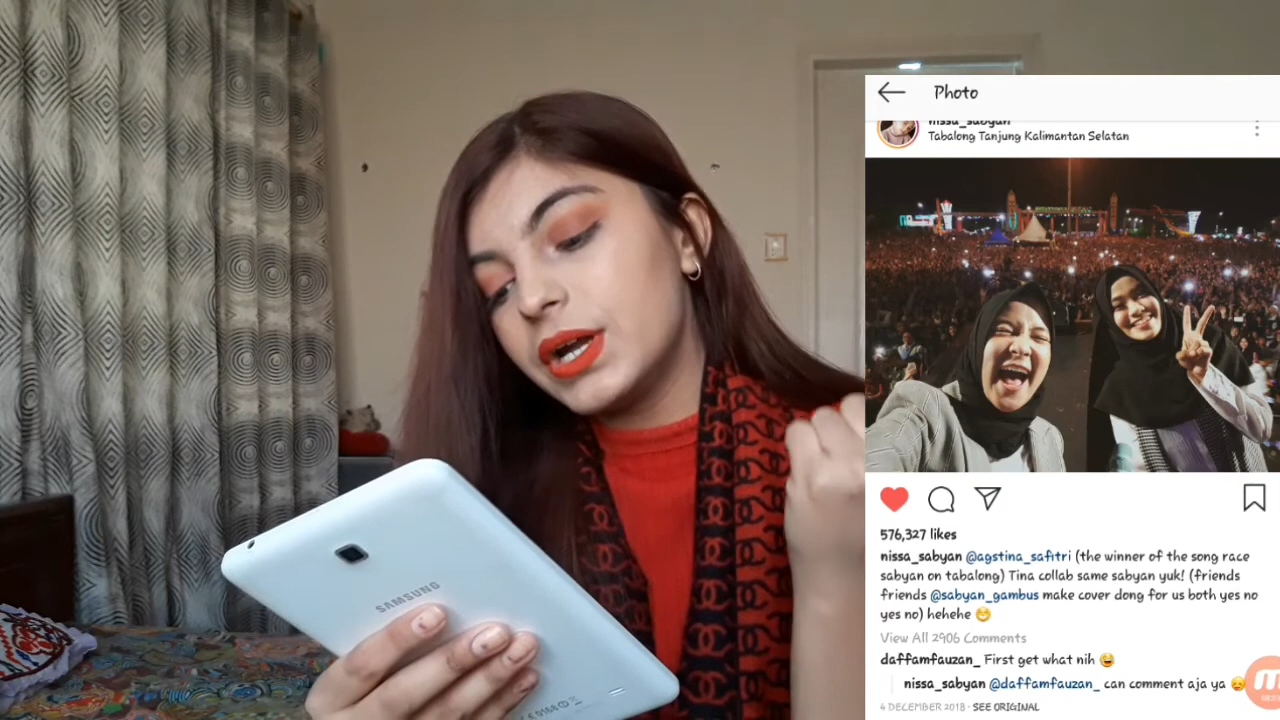 Photo
nissa_sabyan
Tabalong Tanjung Kalimantan Selatan
576,327 likes
nissa_sabyan @agstina_safitri (the winner of the song race
sabyan on tabalong) Tina collab same sabyan yuk! (friends
friends @sabyan_gambus make cover dong for us both yes no
yes no) hehehe 😁
View All 2906 Comments
daffamfauzan_ First get what nih 😂
nissa_sabyan @daffamfauzan_ can comment aja ya 😊
4 DECEMBER 2018 · SEE ORIGINAL
SAMSUNG